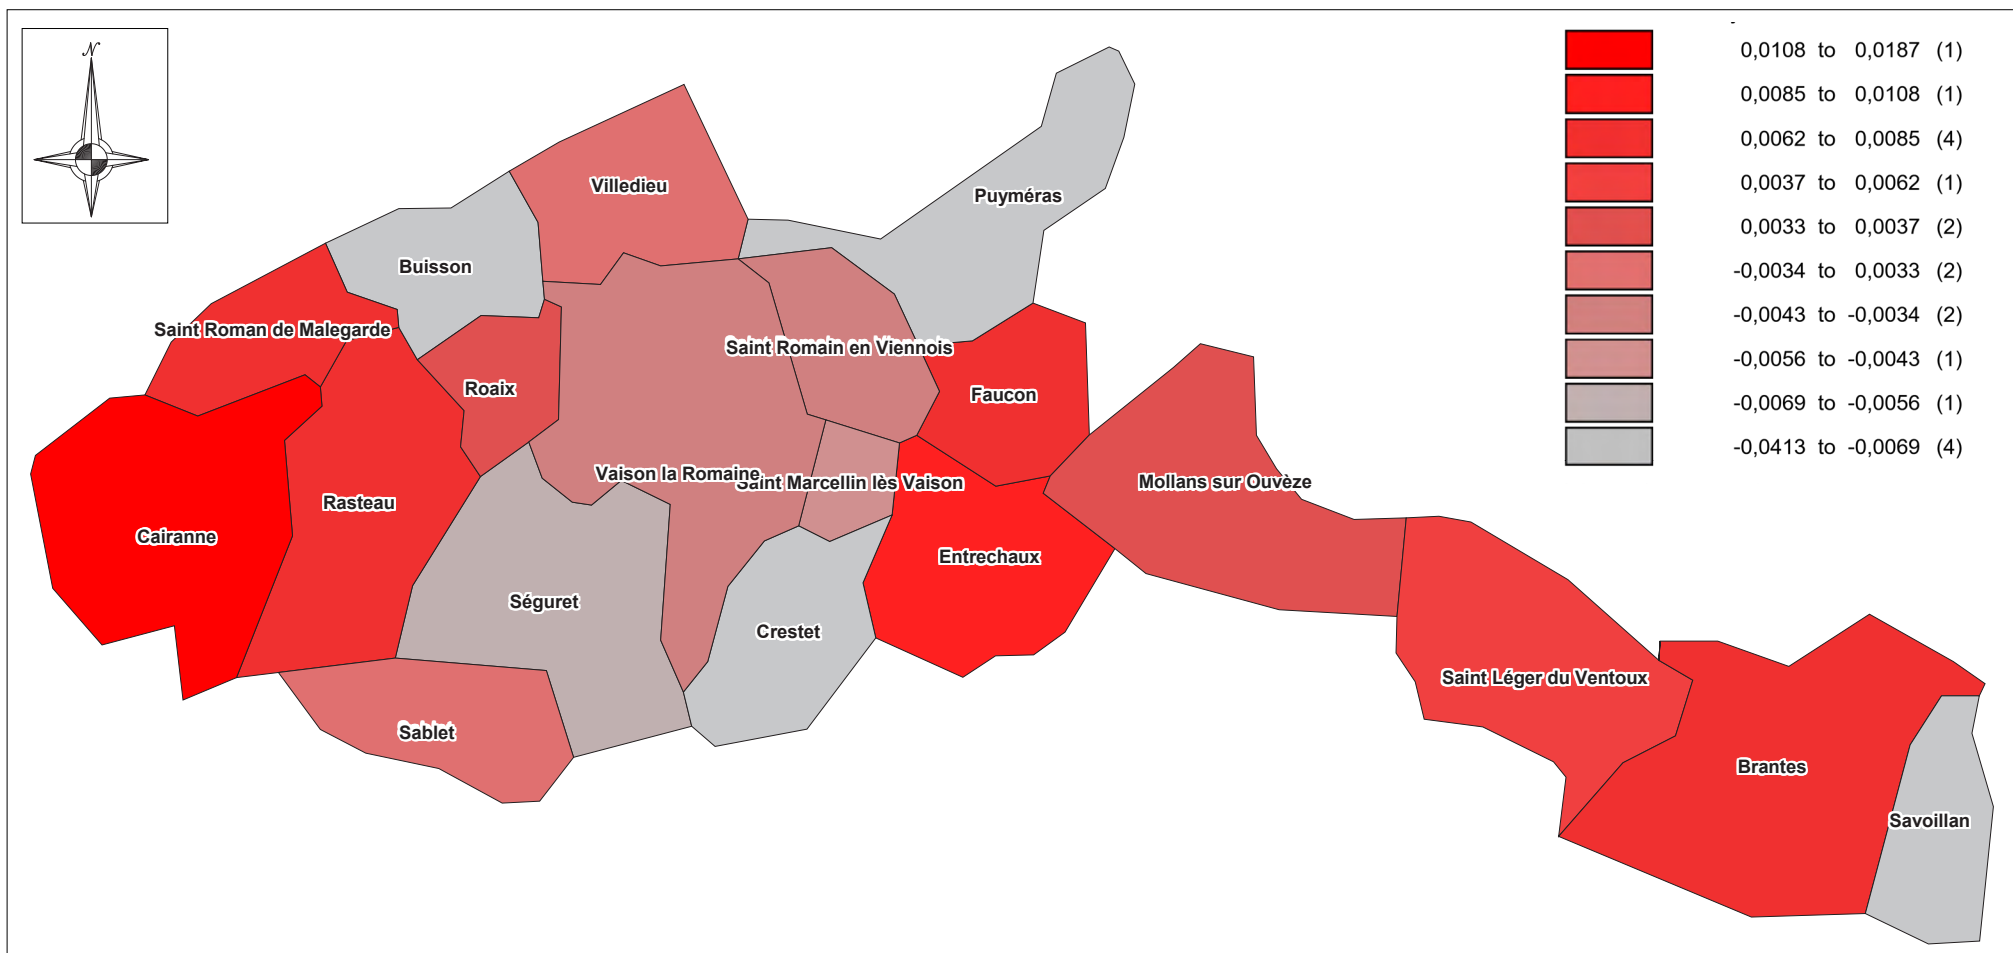 N
-
0,0108 to 0,0187 (1)
0,0085 to 0,0108 (1)
0,0062 to 0,0085 (4)
0,0037 to 0,0062 (1)
0,0033 to 0,0037 (2)
-0,0034 to 0,0033 (2)
-0,0043 to -0,0034 (2)
-0,0056 to -0,0043 (1)
-0,0069 to -0,0056 (1)
-0,0413 to -0,0069 (4)
Villedieu
Puyméras
Buisson
Saint Roman de Malegarde
Saint Romain en Viennois
Roaix
Faucon
Vaison la Romaine
Saint Marcellin lès Vaison
Mollans sur Ouvèze
Rasteau
Cairanne
Entrechaux
Séguret
Crestet
Saint Léger du Ventoux
Sablet
Brantes
Savoillan